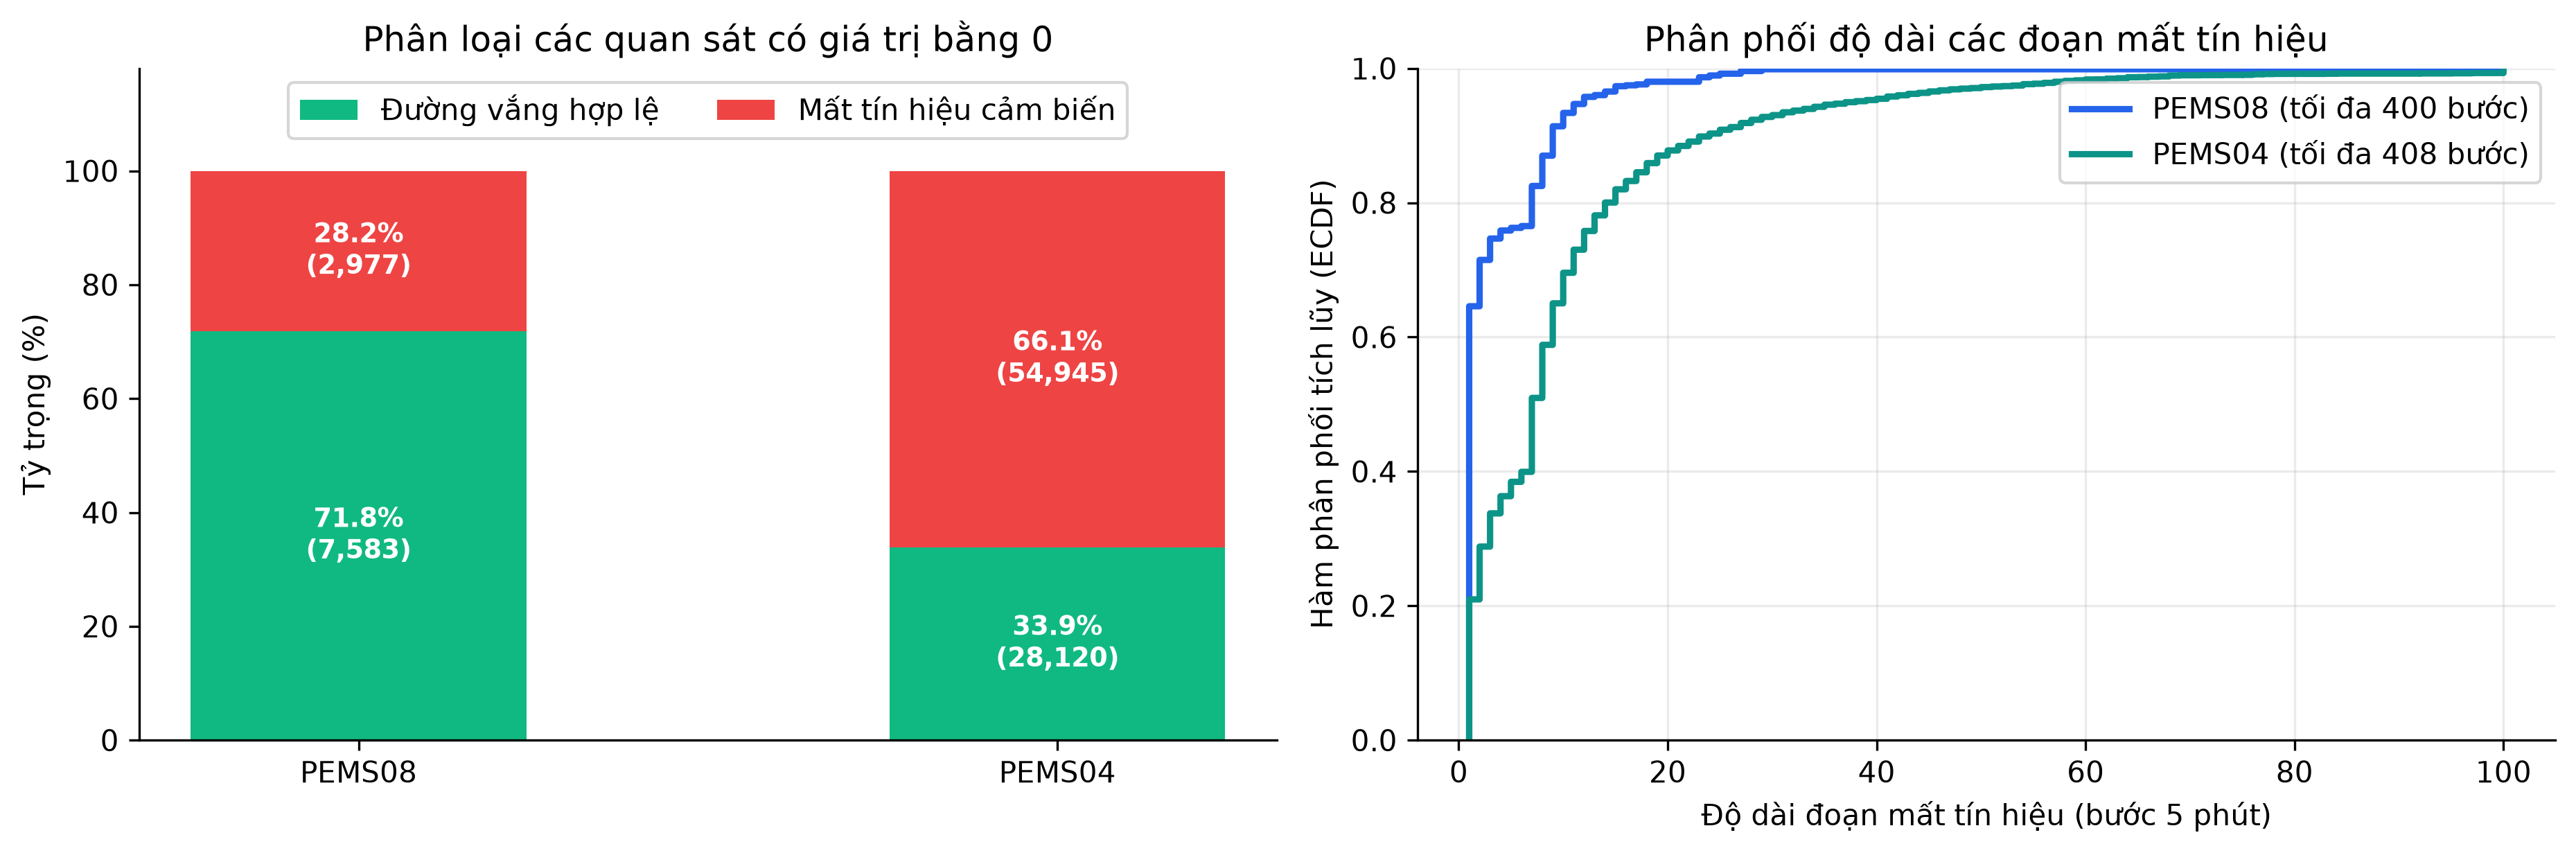 Phân loại các quan sát có giá trị bằng 0
Đường vắng hợp lệ
Mất tín hiệu cảm biến
Tỷ trọng (%)
100
80
60
40
20
0
28.2%
(2,977)
71.8%
(7,583)
66.1%
(54,945)
33.9%
(28,120)
PEMS08
PEMS04
Phân phối độ dài các đoạn mất tín hiệu
PEMS08 (tối đa 400 bước)
PEMS04 (tối đa 408 bước)
Hàm phân phối tích lũy (ECDF)
1.0
0.8
0.6
0.4
0.2
0.0
0
20
40
60
80
100
Độ dài đoạn mất tín hiệu (bước 5 phút)